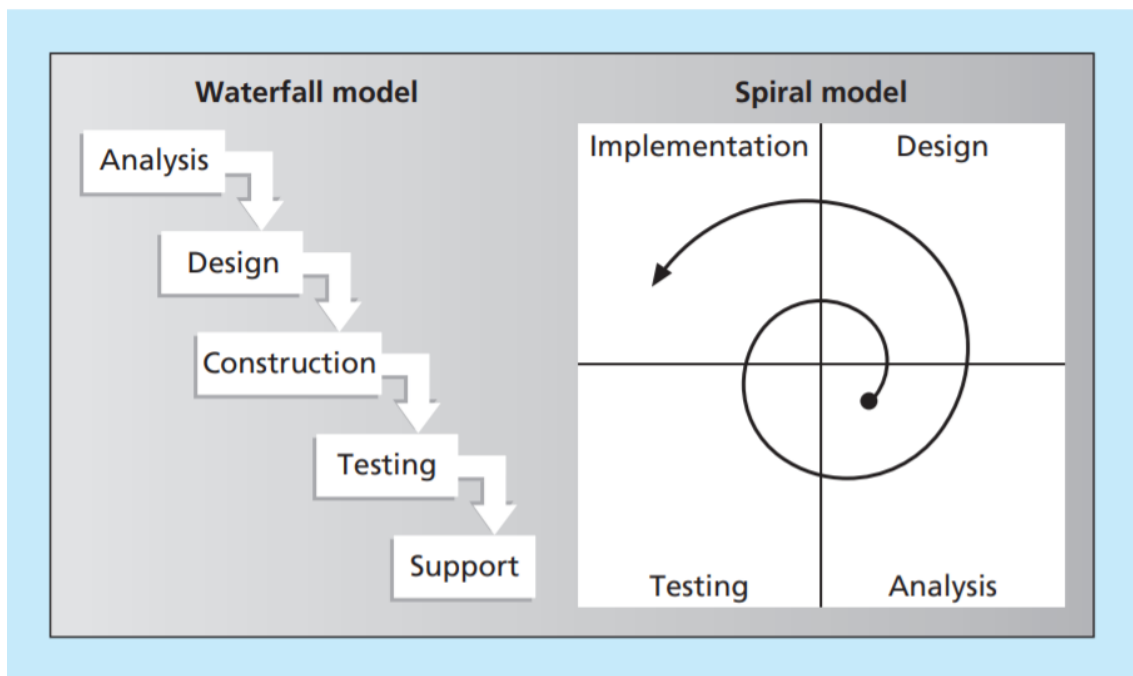 Waterfall model
Analysis
Design
Construction
Testing
Support
Spiral model
Implementation
Design
Testing
Analysis